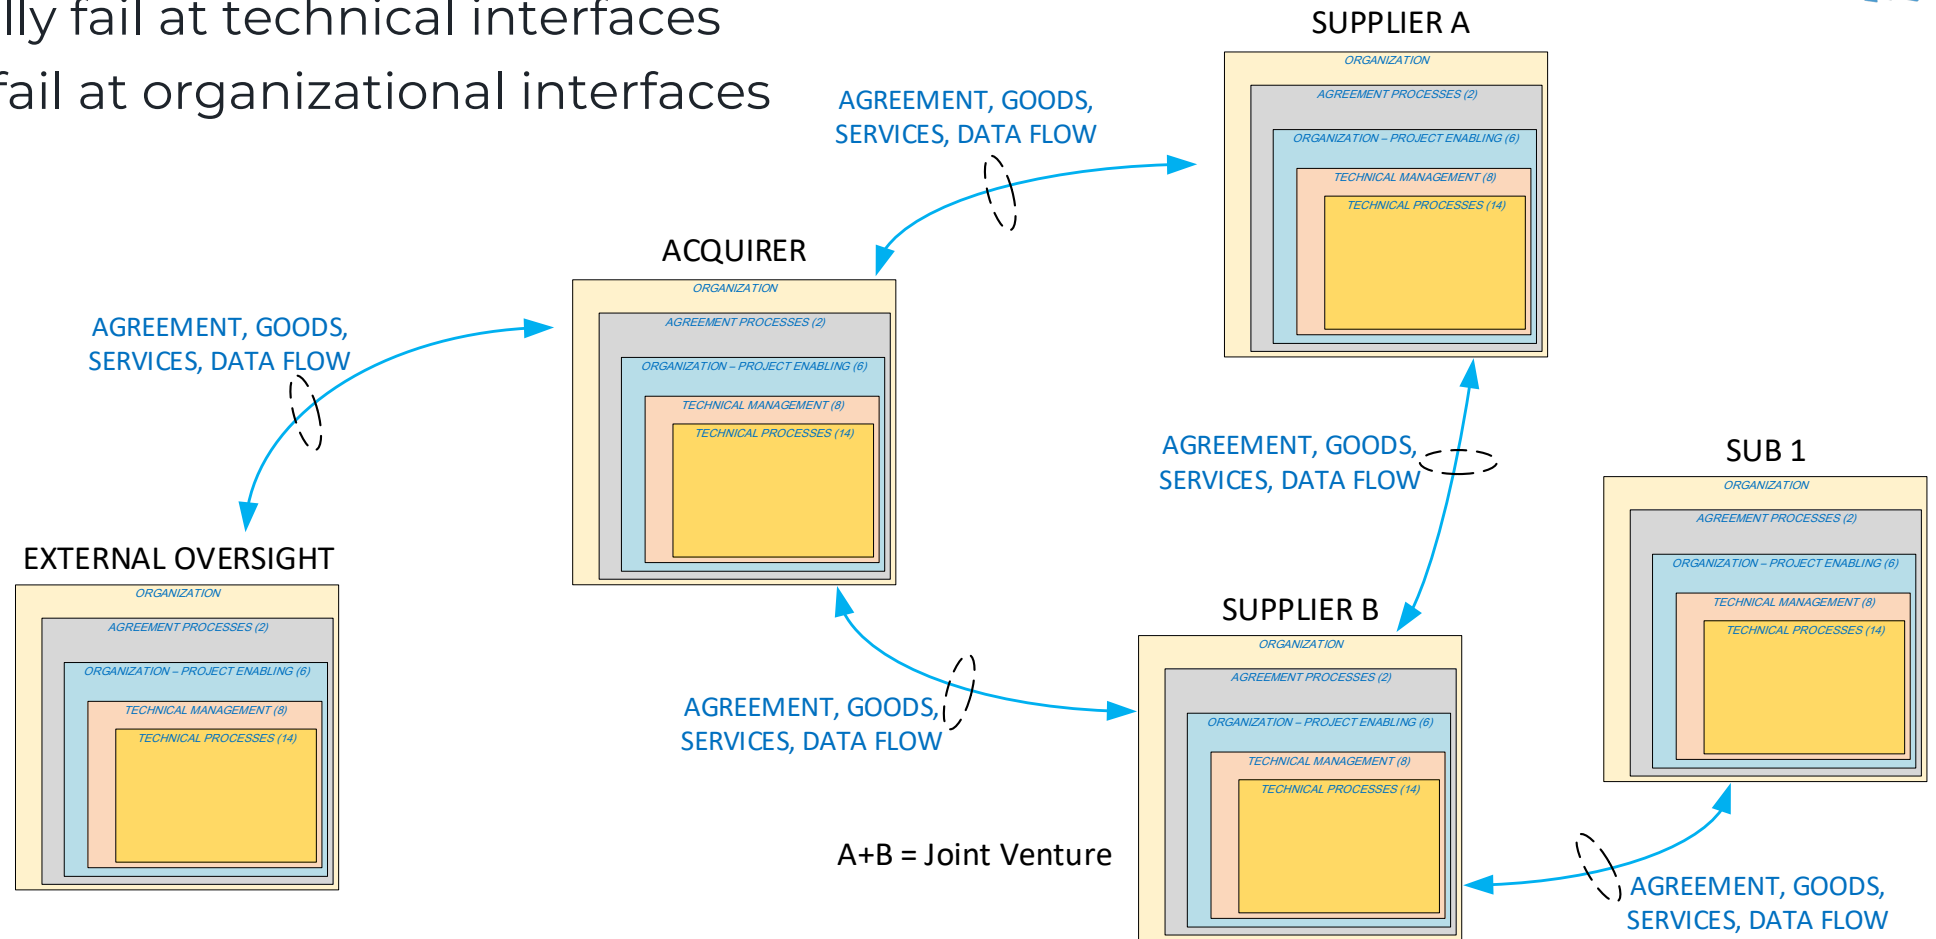 lly fail at technical interfaces
fail at organizational interfaces
SUPPLIER A
ORGANIZATION
AGREEMENT PROCESSES (2)
ORGANIZATION – PROJECT ENABLING (6)
TECHNICAL MANAGEMENT (8)
TECHNICAL PROCESSES (14)
AGREEMENT, GOODS,
SERVICES, DATA FLOW
ACQUIRER
ORGANIZATION
AGREEMENT PROCESSES (2)
ORGANIZATION – PROJECT ENABLING (6)
TECHNICAL MANAGEMENT (8)
TECHNICAL PROCESSES (14)
AGREEMENT, GOODS,
SERVICES, DATA FLOW
EXTERNAL OVERSIGHT
ORGANIZATION
AGREEMENT PROCESSES (2)
ORGANIZATION – PROJECT ENABLING (6)
TECHNICAL MANAGEMENT (8)
TECHNICAL PROCESSES (14)
AGREEMENT, GOODS,
SERVICES, DATA FLOW
SUB 1
ORGANIZATION
AGREEMENT PROCESSES (2)
ORGANIZATION – PROJECT ENABLING (6)
TECHNICAL MANAGEMENT (8)
TECHNICAL PROCESSES (14)
SUPPLIER B
ORGANIZATION
AGREEMENT PROCESSES (2)
ORGANIZATION – PROJECT ENABLING (6)
TECHNICAL MANAGEMENT (8)
TECHNICAL PROCESSES (14)
AGREEMENT, GOODS,
SERVICES, DATA FLOW
A+B = Joint Venture
AGREEMENT, GOODS,
SERVICES, DATA FLOW